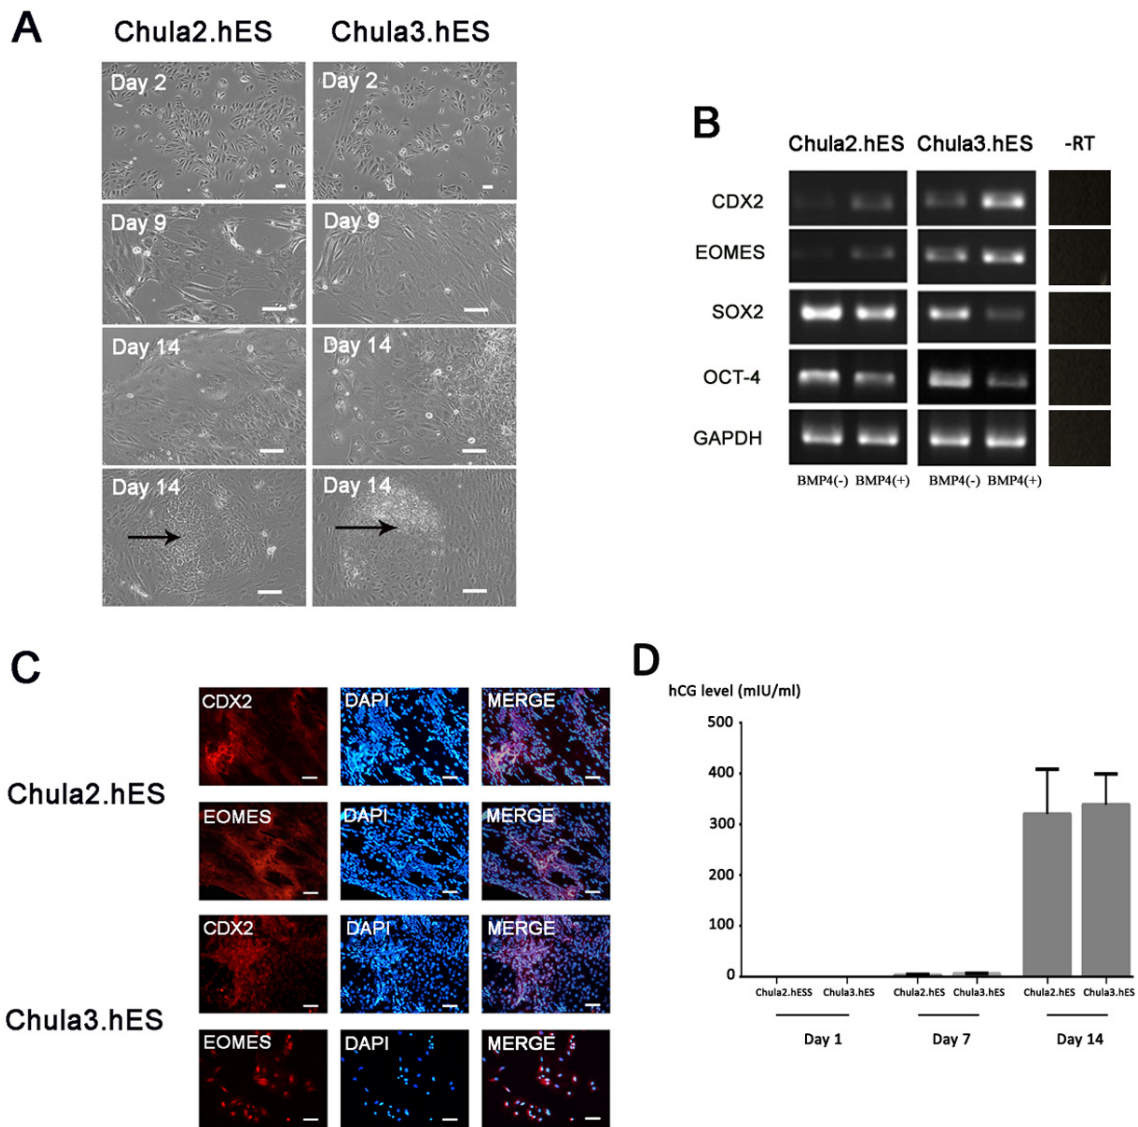 A
Chula2.hES Chula3.hES
Day 2 Day 2
Day 9 Day 9
Day 14 Day 14
Day 14 Day 14
B
Chula2.hES Chula3.hES -RT
CDX2
EOMES
SOX2
OCT-4
GAPDH
BMP4(-) BMP4(+) BMP4(-) BMP4(+)
C
Chula2.hES
CDX2 DAPI MERGE
EOMES DAPI MERGE
Chula3.hES
CDX2 DAPI MERGE
EOMES DAPI MERGE
D
hCG level (mIU/ml)
500
400
300
200
100
0
Chula2.hESS Chula3.hES Chula2.hES Chula3.hES Chula2.hES Chula3.hES
Day 1 Day 7 Day 14